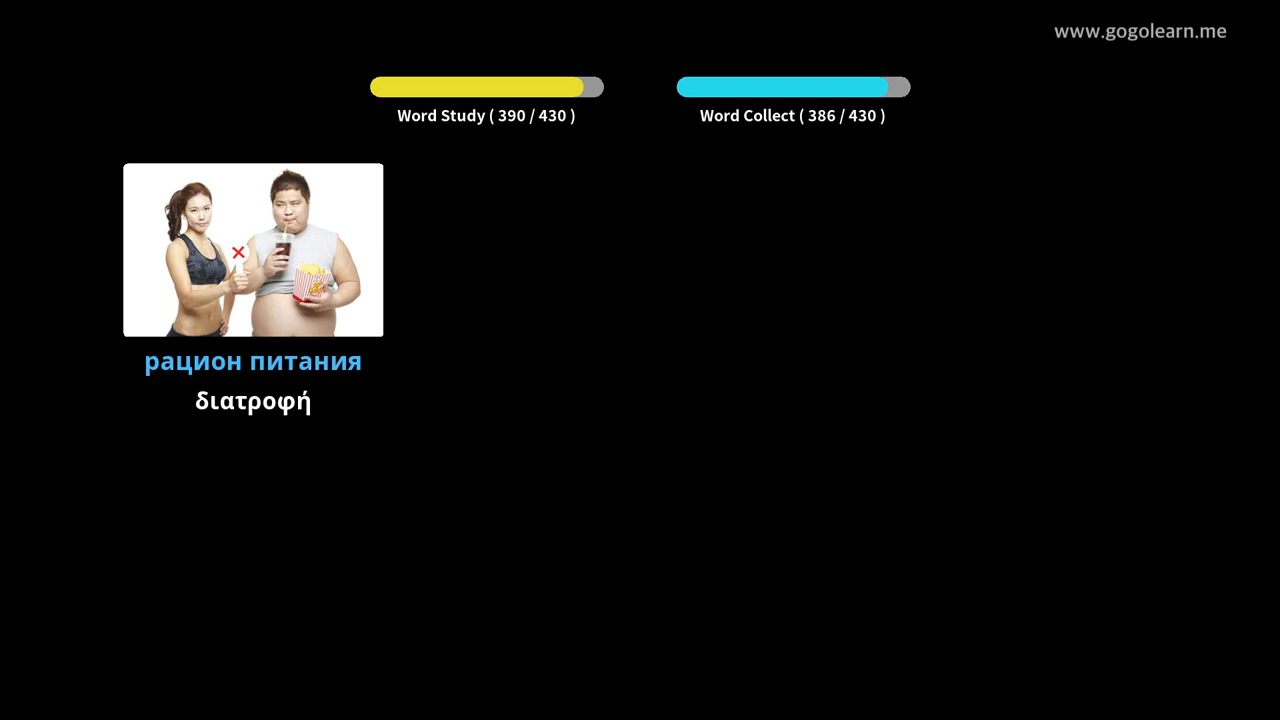 www.gogolearn.me
Word Study ( 390 / 430 )
Word Collect ( 386 / 430 )
рацион питания
διατροφή